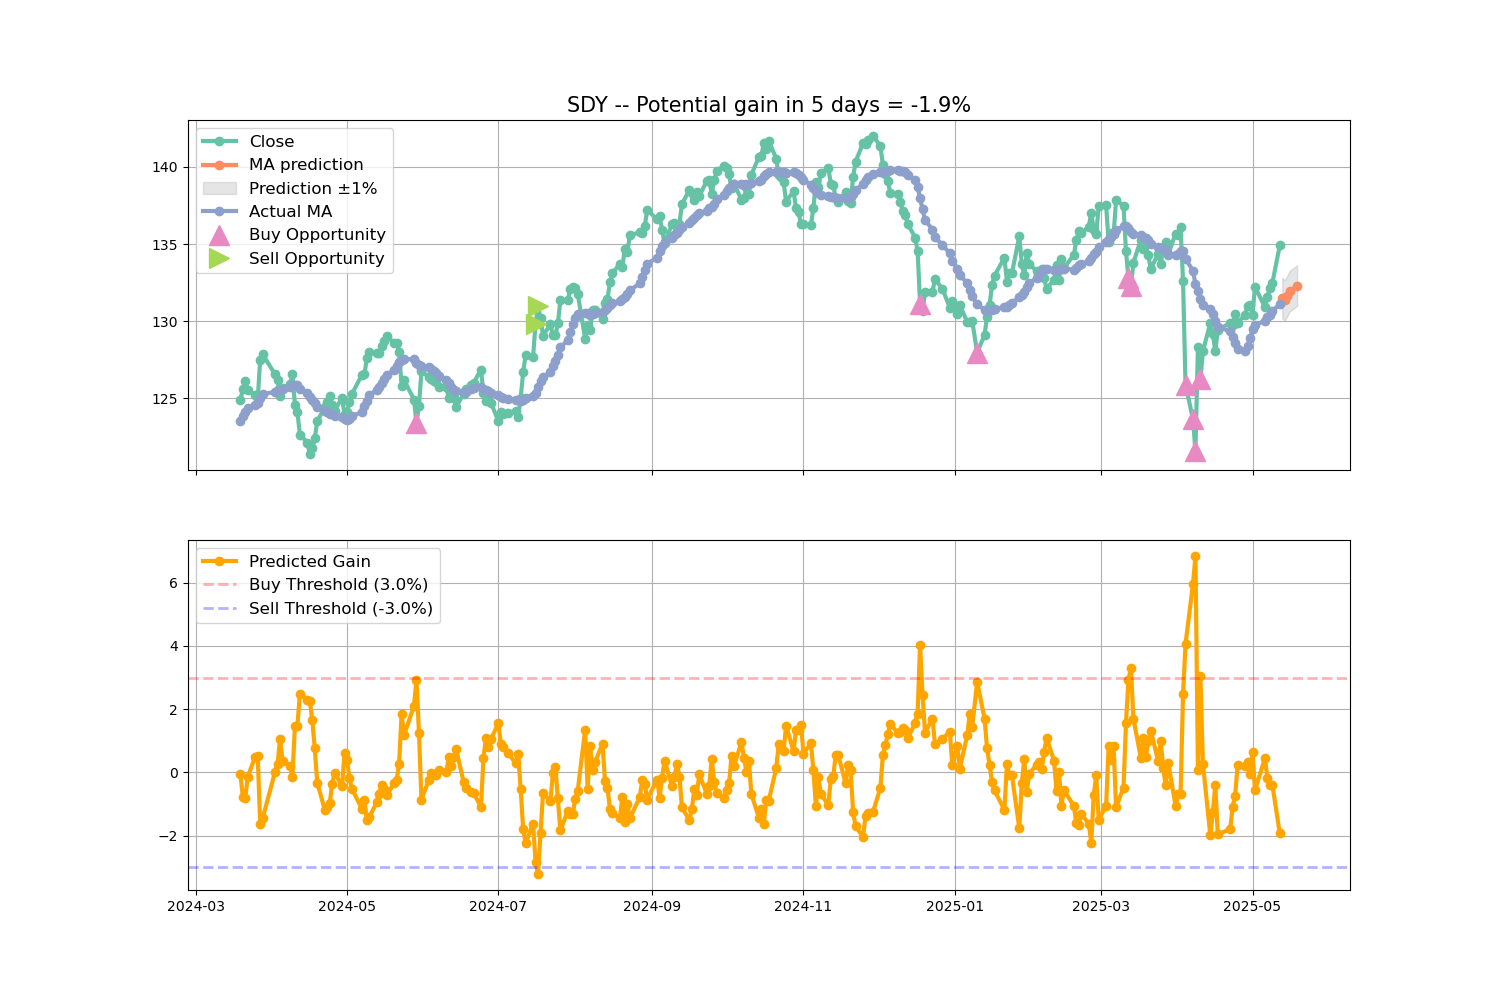 SDY -- Potential gain in 5 days = -1.9%
Close
MA prediction
Prediction ±1%
Actual MA
Buy Opportunity
Sell Opportunity
140
135
130
125
Predicted Gain
Buy Threshold (3.0%)
Sell Threshold (-3.0%)
6
4
2
0
−2
2024-03 2024-05 2024-07 2024-09 2024-11 2025-01 2025-03 2025-05